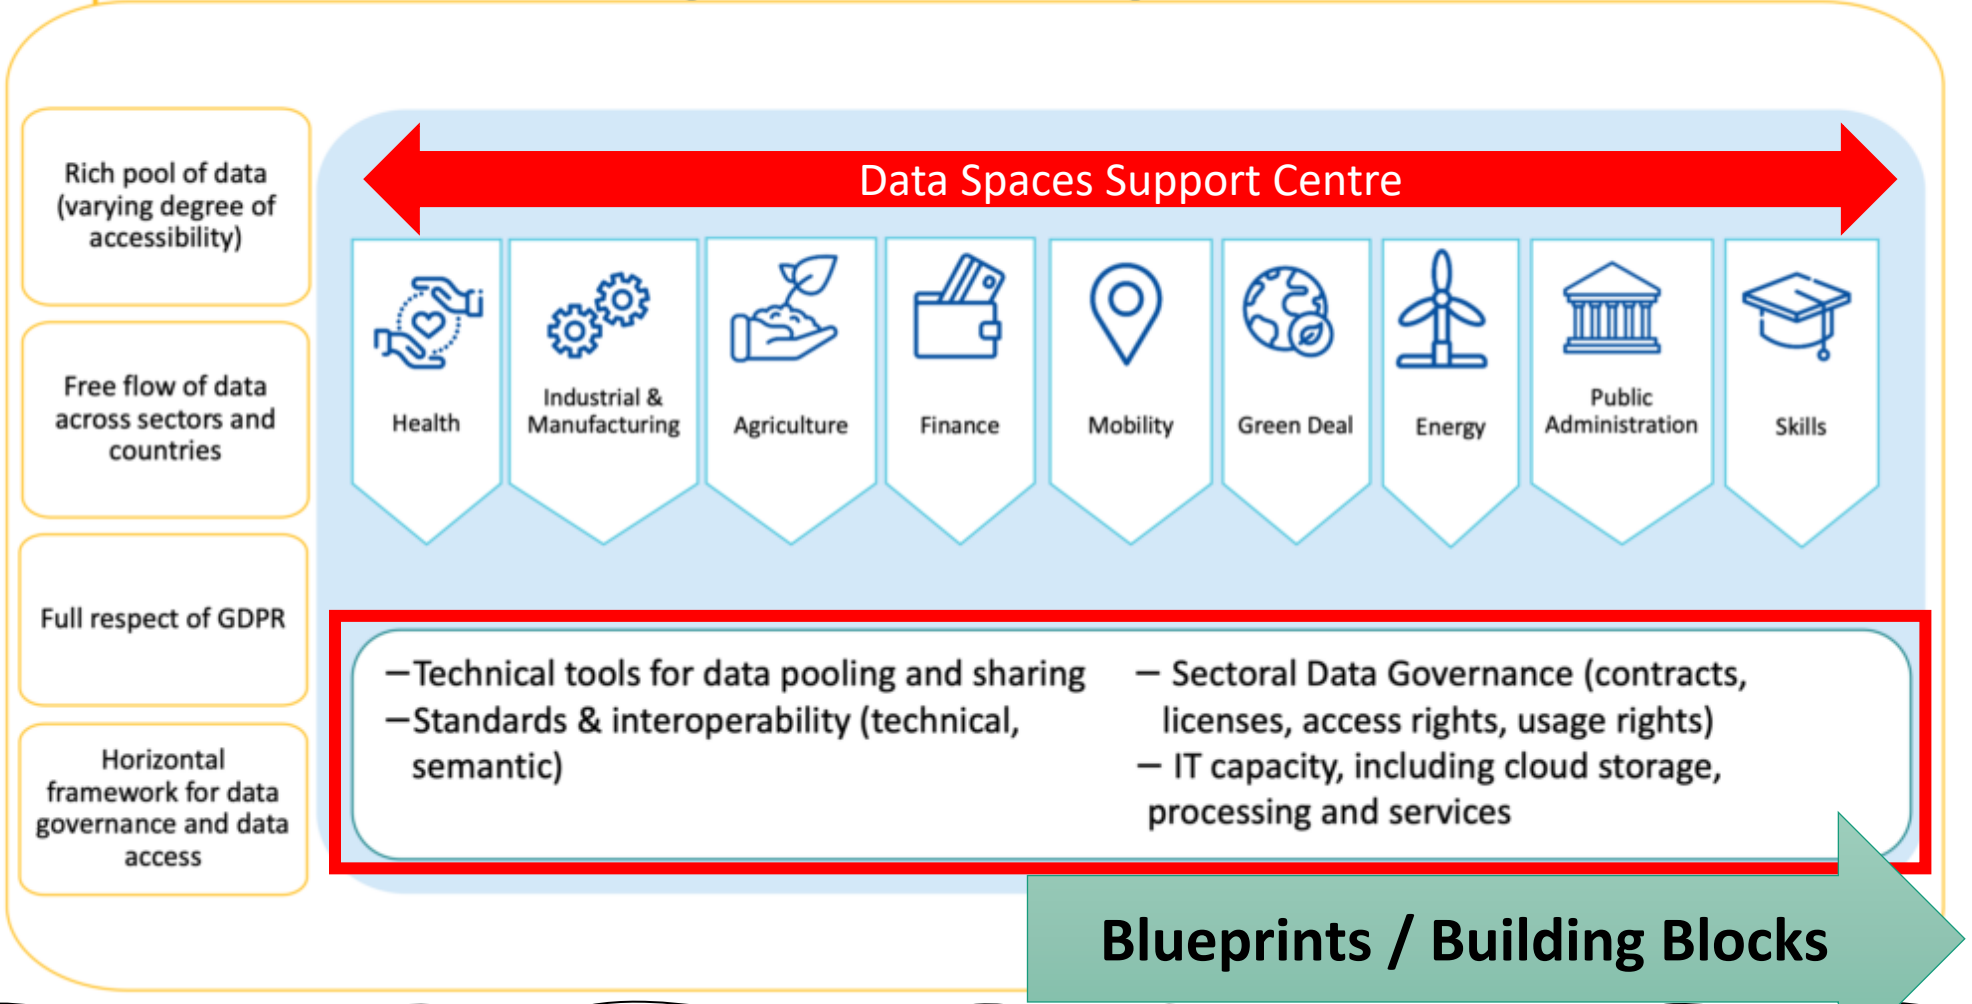 Rich pool of data
(varying degree of
accessibility)
Free flow of data
across sectors and
countries
Full respect of GDPR
Horizontal
framework for data
governance and data
access
Data Spaces Support Centre
Health
Industrial &
Manufacturing
Agriculture
Finance
Mobility
Green Deal
Energy
Public
Administration
Skills
—Technical tools for data pooling and sharing
—Standards & interoperability (technical,
semantic)
— Sectoral Data Governance (contracts,
licenses, access rights, usage rights)
— IT capacity, including cloud storage,
processing and services
Blueprints / Building Blocks